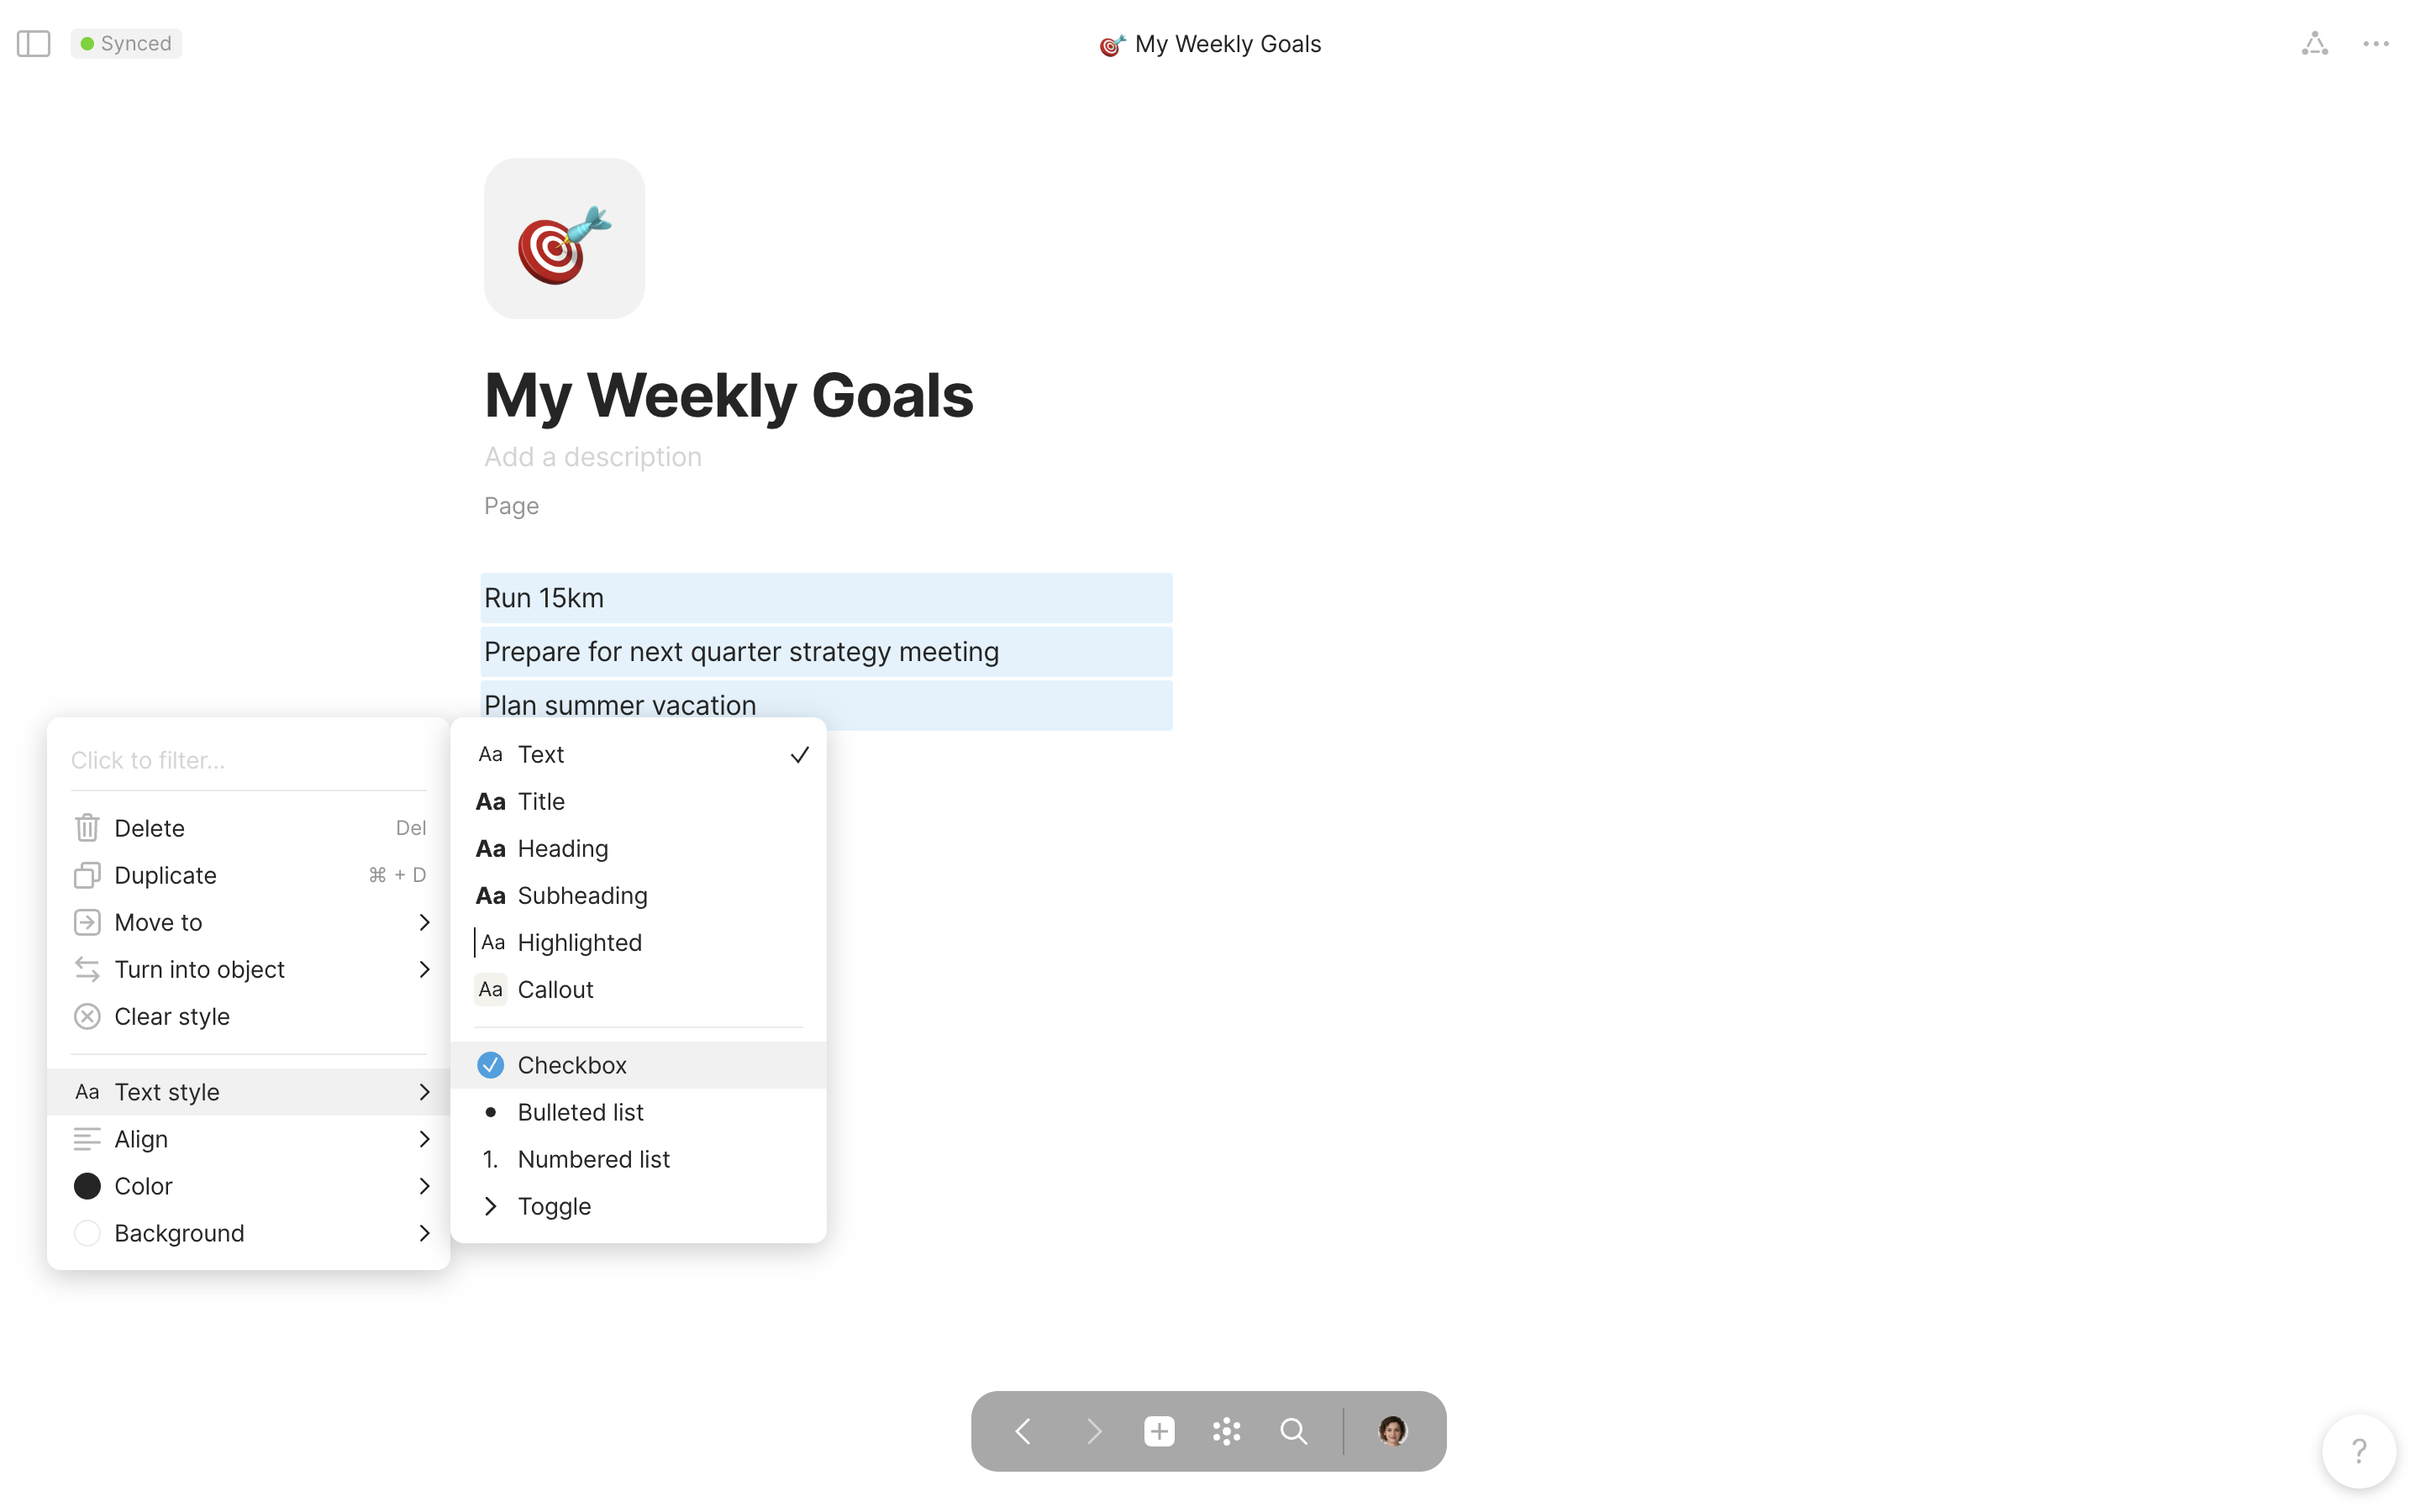 Synced
My Weekly Goals
My Weekly Goals
Add a description
Page
Run 15km
Prepare for next quarter strategy meeting
Plan summer vacation
Click to filter...
Delete Del
Duplicate ⌘ + D
Move to
Turn into object
Clear style
Aa Text style
Align
Color
Background
Aa Text
Aa Title
Aa Heading
Aa Subheading
Aa Highlighted
Aa Callout
Checkbox
Bulleted list
1. Numbered list
Toggle
?